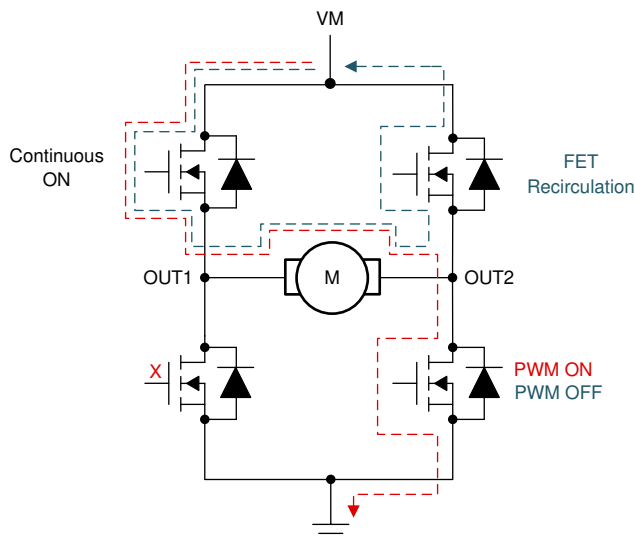 VM
Continuous
ON
FET
Recirculation
OUT1
M
OUT2
X
PWM ON
PWM OFF